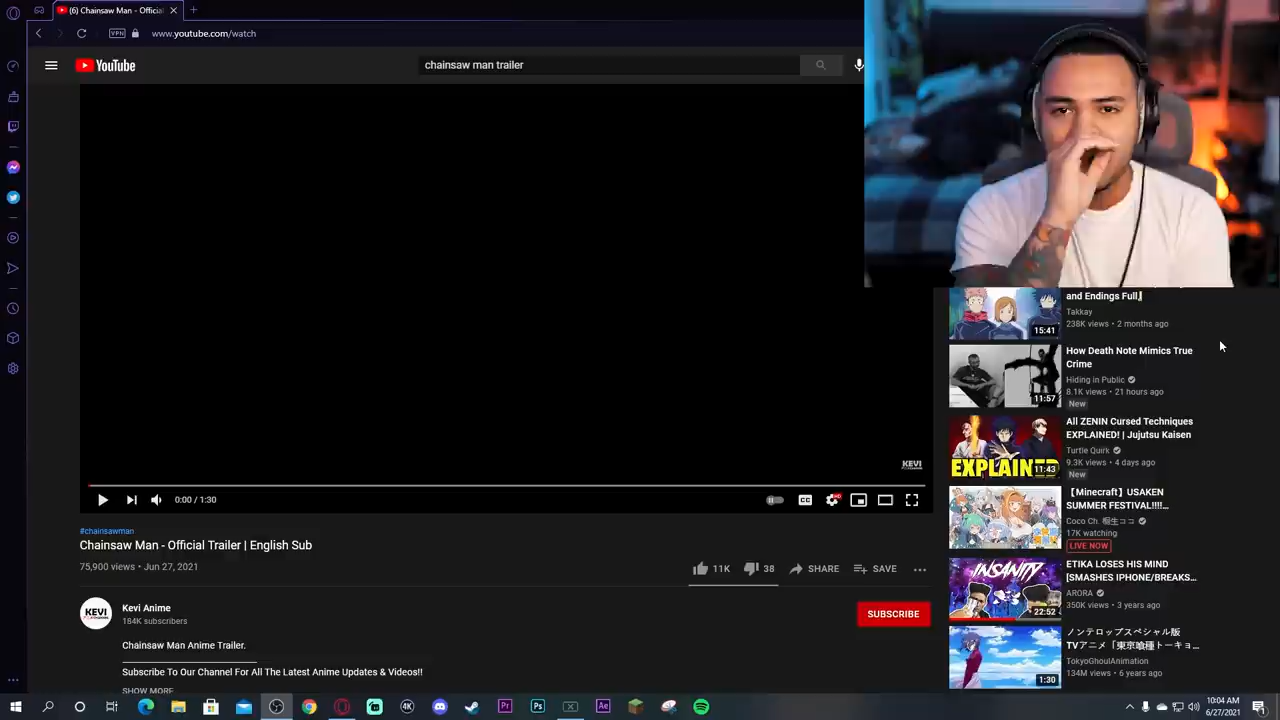 (6) Chainsaw Man - Official
VPN
www.youtube.com/watch
YouTube
chainsaw man trailer
KEVI
0:00 / 1:30
CC
HD
#chainsawman
Chainsaw Man - Official Trailer | English Sub
75,900 views • Jun 27, 2021
11K
38
SHARE
SAVE
KEVI
Kevi Anime
184K subscribers
SUBSCRIBE
Chainsaw Man Anime Trailer.
Subscribe To Our Channel For All The Latest Anime Updates & Videos!!
SHOW MORE
and Endings Full』
Takkay
238K views • 2 months ago
15:41
How Death Note Mimics True
Crime
Hiding in Public
8.1K views • 21 hours ago
New
11:57
All ZENIN Cursed Techniques
EXPLAINED! | Jujutsu Kaisen
Turtle Quirk
9.3K views • 4 days ago
New
EXPLAINED
11:43
【Minecraft】USAKEN
SUMMER FESTIVAL!!!!...
Coco Ch. 桐生ココ
17K watching
LIVE NOW
ETIKA LOSES HIS MIND
[SMASHES IPHONE/BREAKS...
ARORA
350K views • 3 years ago
INSANITY
22:52
ノンテロップスペシャル版
TVアニメ「東京喰種トーキョ...
TokyoGhoulAnimation
134M views • 6 years ago
1:30
4K
Pr
Ps
Ae
10:04 AM
6/27/2021